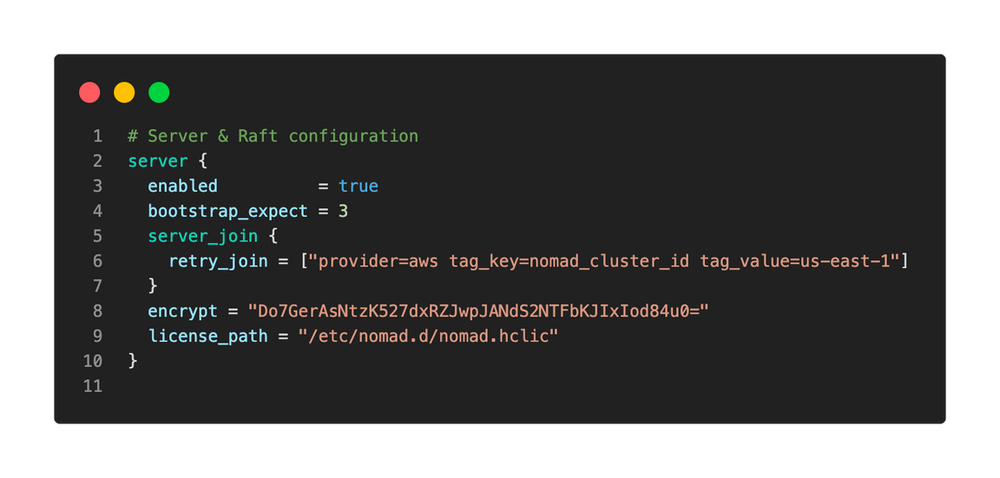 1 # Server & Raft configuration
2 server {
3   enabled          = true
4   bootstrap_expect = 3
5   server_join {
6     retry_join = ["provider=aws tag_key=nomad_cluster_id tag_value=us-east-1"]
7   }
8   encrypt = "Do7GerAsNtzK527dxRZJwpJANdS2NTFbKJIxIod84u0="
9   license_path = "/etc/nomad.d/nomad.hclic"
10 }
11